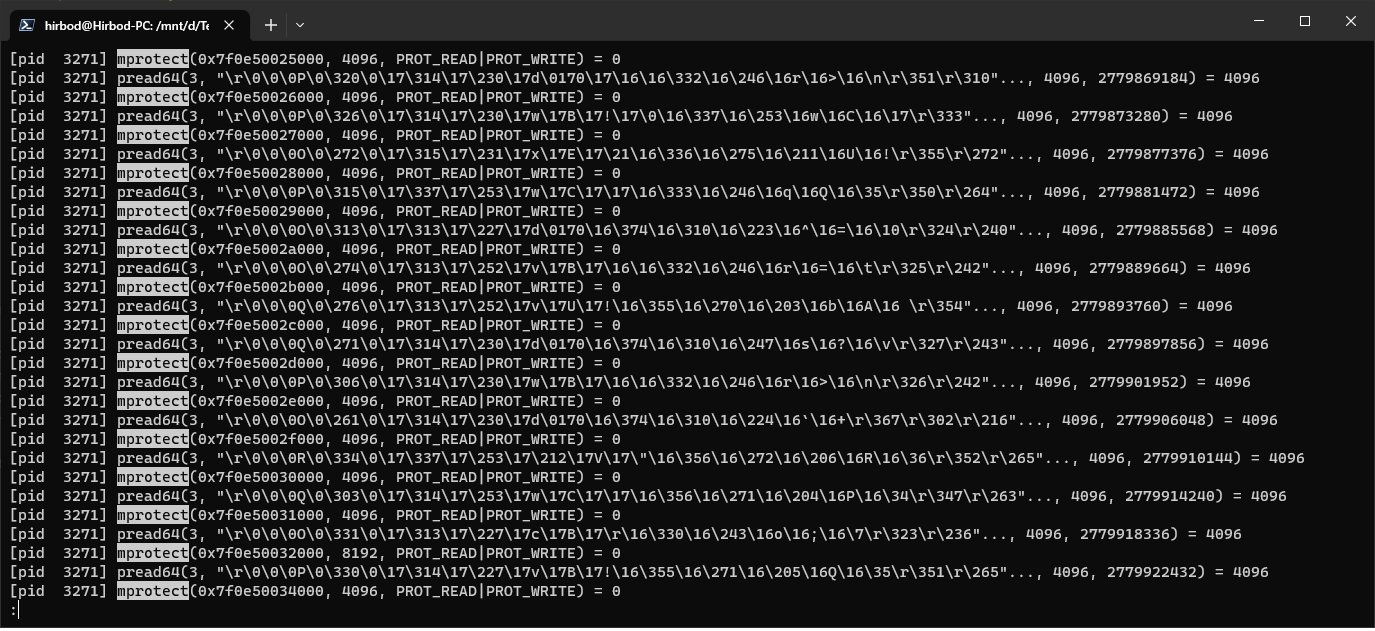 hirbod@Hirbod-PC: /mnt/d/Te
[pid  3271] mprotect(0x7f0e50025000, 4096, PROT_READ|PROT_WRITE) = 0
[pid  3271] pread64(3, "\r\0\0\0P\0\320\0\17\314\17\230\17d\0170\17\16\16\332\16\246\16r\16>\16\n\r\351\r\310"..., 4096, 2779869184) = 4096
[pid  3271] mprotect(0x7f0e50026000, 4096, PROT_READ|PROT_WRITE) = 0
[pid  3271] pread64(3, "\r\0\0\0P\0\326\0\17\314\17\230\17w\17B\17!\17\0\16\337\16\253\16w\16C\16\17\r\333"..., 4096, 2779873280) = 4096
[pid  3271] mprotect(0x7f0e50027000, 4096, PROT_READ|PROT_WRITE) = 0
[pid  3271] pread64(3, "\r\0\0\0O\0\272\0\17\315\17\231\17x\17E\17\21\16\336\16\275\16\211\16U\16!\r\355\r\272"..., 4096, 2779877376) = 4096
[pid  3271] mprotect(0x7f0e50028000, 4096, PROT_READ|PROT_WRITE) = 0
[pid  3271] pread64(3, "\r\0\0\0P\0\315\0\17\337\17\253\17w\17C\17\17\16\333\16\246\16q\16Q\16\35\r\350\r\264"..., 4096, 2779881472) = 4096
[pid  3271] mprotect(0x7f0e50029000, 4096, PROT_READ|PROT_WRITE) = 0
[pid  3271] pread64(3, "\r\0\0\0O\0\313\0\17\313\17\227\17d\0170\16\374\16\310\16\223\16^\16=\16\10\r\324\r\240"..., 4096, 2779885568) = 4096
[pid  3271] mprotect(0x7f0e5002a000, 4096, PROT_READ|PROT_WRITE) = 0
[pid  3271] pread64(3, "\r\0\0\0O\0\274\0\17\313\17\252\17v\17B\17\16\16\332\16\246\16r\16=\16\t\r\325\r\242"..., 4096, 2779889664) = 4096
[pid  3271] mprotect(0x7f0e5002b000, 4096, PROT_READ|PROT_WRITE) = 0
[pid  3271] pread64(3, "\r\0\0\0Q\0\276\0\17\313\17\252\17v\17U\17!\16\355\16\270\16\203\16b\16A\16 \r\354"..., 4096, 2779893760) = 4096
[pid  3271] mprotect(0x7f0e5002c000, 4096, PROT_READ|PROT_WRITE) = 0
[pid  3271] pread64(3, "\r\0\0\0Q\0\271\0\17\314\17\230\17d\0170\16\374\16\310\16\247\16s\16?\16\v\r\327\r\243"..., 4096, 2779897856) = 4096
[pid  3271] mprotect(0x7f0e5002d000, 4096, PROT_READ|PROT_WRITE) = 0
[pid  3271] pread64(3, "\r\0\0\0P\0\306\0\17\314\17\230\17w\17B\17\16\16\332\16\246\16r\16>\16\n\r\326\r\242"..., 4096, 2779901952) = 4096
[pid  3271] mprotect(0x7f0e5002e000, 4096, PROT_READ|PROT_WRITE) = 0
[pid  3271] pread64(3, "\r\0\0\0O\0\261\0\17\314\17\230\17d\0170\16\374\16\310\16\224\16`\16+\r\367\r\302\r\216"..., 4096, 2779906048) = 4096
[pid  3271] mprotect(0x7f0e5002f000, 4096, PROT_READ|PROT_WRITE) = 0
[pid  3271] pread64(3, "\r\0\0\0R\0\334\0\17\337\17\253\17\212\17V\17\"\16\356\16\272\16\206\16R\16\36\r\352\r\265"..., 4096, 2779910144) = 4096
[pid  3271] mprotect(0x7f0e50030000, 4096, PROT_READ|PROT_WRITE) = 0
[pid  3271] pread64(3, "\r\0\0\0Q\0\303\0\17\314\17\253\17w\17C\17\17\16\356\16\271\16\204\16P\16\34\r\347\r\263"..., 4096, 2779914240) = 4096
[pid  3271] mprotect(0x7f0e50031000, 4096, PROT_READ|PROT_WRITE) = 0
[pid  3271] pread64(3, "\r\0\0\0O\0\331\0\17\313\17\227\17c\17B\17\r\16\330\16\243\16o\16;\16\7\r\323\r\236"..., 4096, 2779918336) = 4096
[pid  3271] mprotect(0x7f0e50032000, 8192, PROT_READ|PROT_WRITE) = 0
[pid  3271] pread64(3, "\r\0\0\0P\0\330\0\17\314\17\227\17v\17B\17!\16\355\16\271\16\205\16Q\16\35\r\351\r\265"..., 4096, 2779922432) = 4096
[pid  3271] mprotect(0x7f0e50034000, 4096, PROT_READ|PROT_WRITE) = 0
: